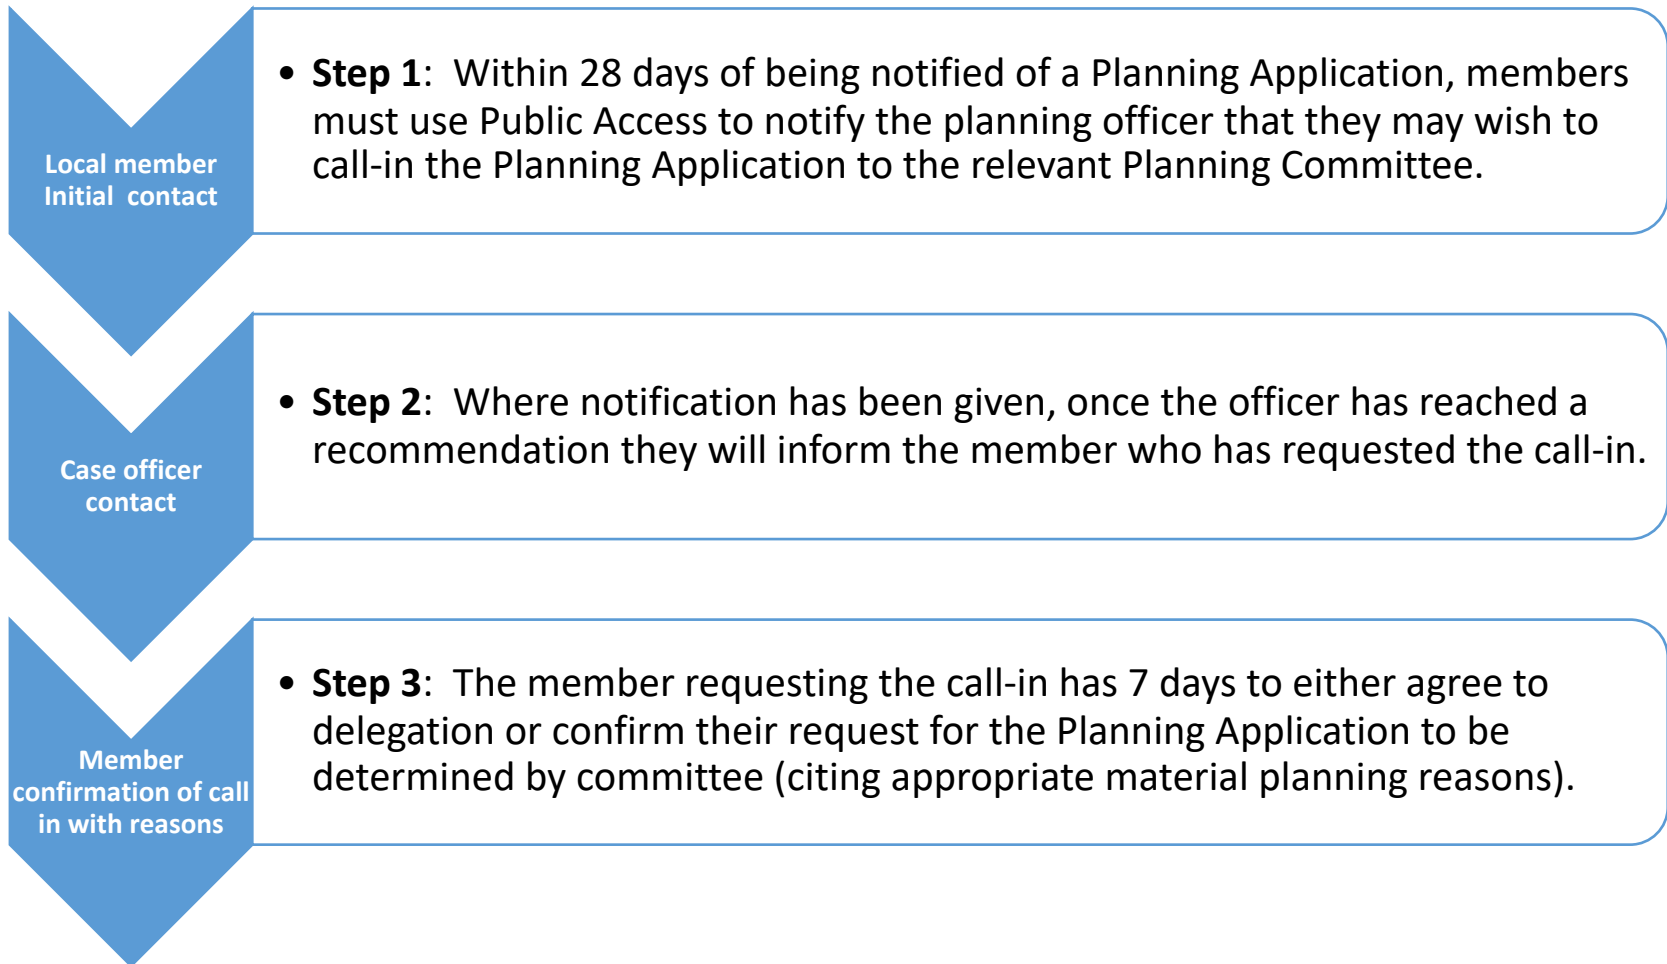 Local member
Initial  contact
• Step 1:  Within 28 days of being notified of a Planning Application, members
must use Public Access to notify the planning officer that they may wish to
call-in the Planning Application to the relevant Planning Committee.
Case officer
contact
• Step 2:  Where notification has been given, once the officer has reached a
recommendation they will inform the member who has requested the call-in.
Member
confirmation of call
in with reasons
• Step 3:  The member requesting the call-in has 7 days to either agree to
delegation or confirm their request for the Planning Application to be
determined by committee (citing appropriate material planning reasons).